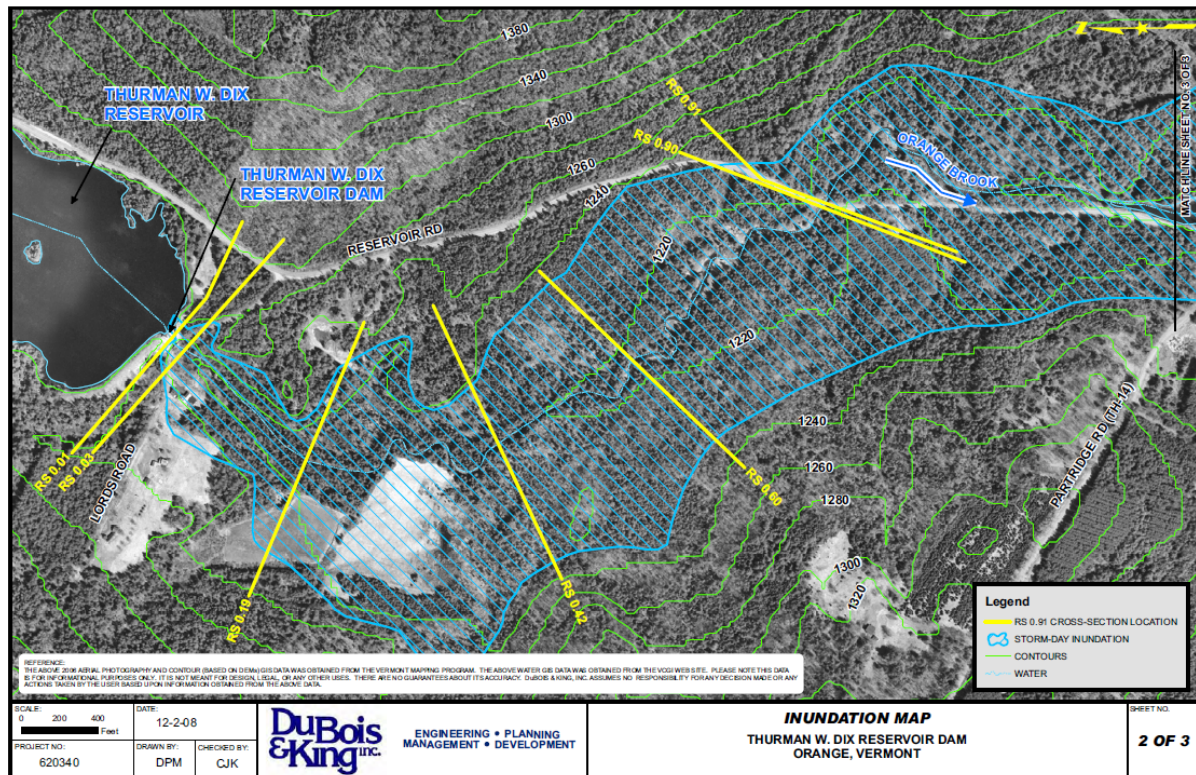 1380
1340
1300
1260
1240
THURMAN W. DIX
RESERVOIR
THURMAN W. DIX
RESERVOIR DAM
RESERVOIR RD
RS 0.91
RS 0.90
ORANGE BROOK
MATCHLINE SHEET NO. 3 OF 3
1220
1220
RS 0.01
RS 0.03
LORDS ROAD
RS 0.19
RS 0.42
RS 0.60
1240
1260
1280
1300
1320
PARTRIDGE RD (TH-14)
Legend
RS 0.91 CROSS-SECTION LOCATION
STORM-DAY INUNDATION
CONTOURS
WATER
REFERENCE:
THE ABOVE 2006 AERIAL PHOTOGRAPHY AND CONTOUR (BASED ON DEMs) GIS DATA WAS OBTAINED FROM THE VERMONT MAPPING PROGRAM. THE ABOVE WATER GIS DATA WAS OBTAINED FROM THE VCGI WEBSITE. PLEASE NOTE THIS DATA
IS FOR INFORMATIONAL PURPOSES ONLY. IT IS NOT MEANT FOR DESIGN, LEGAL, OR ANY OTHER USES. THERE ARE NO GUARANTEES ABOUT ITS ACCURACY. DuBOIS & KING, INC. ASSUMES NO RESPONSIBILITY FOR ANY DECISION MADE OR ANY
ACTIONS TAKEN BY THE USER BASED UPON INFORMATION OBTAINED FROM THE ABOVE DATA.
SCALE:
0 200 400
Feet
DATE:
12-2-08
PROJECT NO:
620340
DRAWN BY:
DPM
CHECKED BY:
CJK
DuBois
&King inc.
ENGINEERING • PLANNING
MANAGEMENT • DEVELOPMENT
INUNDATION MAP
THURMAN W. DIX RESERVOIR DAM
ORANGE, VERMONT
SHEET NO.
2 OF 3